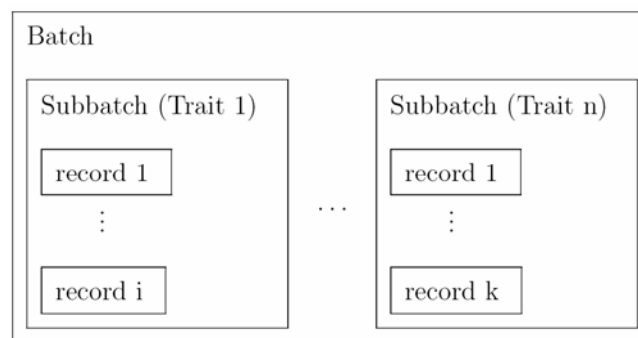 Batch
Subbatch (Trait 1)
record 1
⋮
record i
...
Subbatch (Trait n)
record 1
⋮
record k